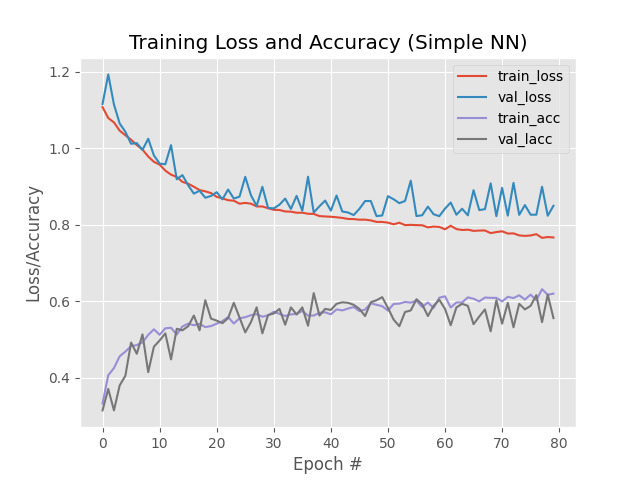 Training Loss and Accuracy (Simple NN)
train_loss
val_loss
train_acc
val_lacc
1.2
1.0
0.8
0.6
0.4
Loss/Accuracy
0 10 20 30 40 50 60 70 80
Epoch #